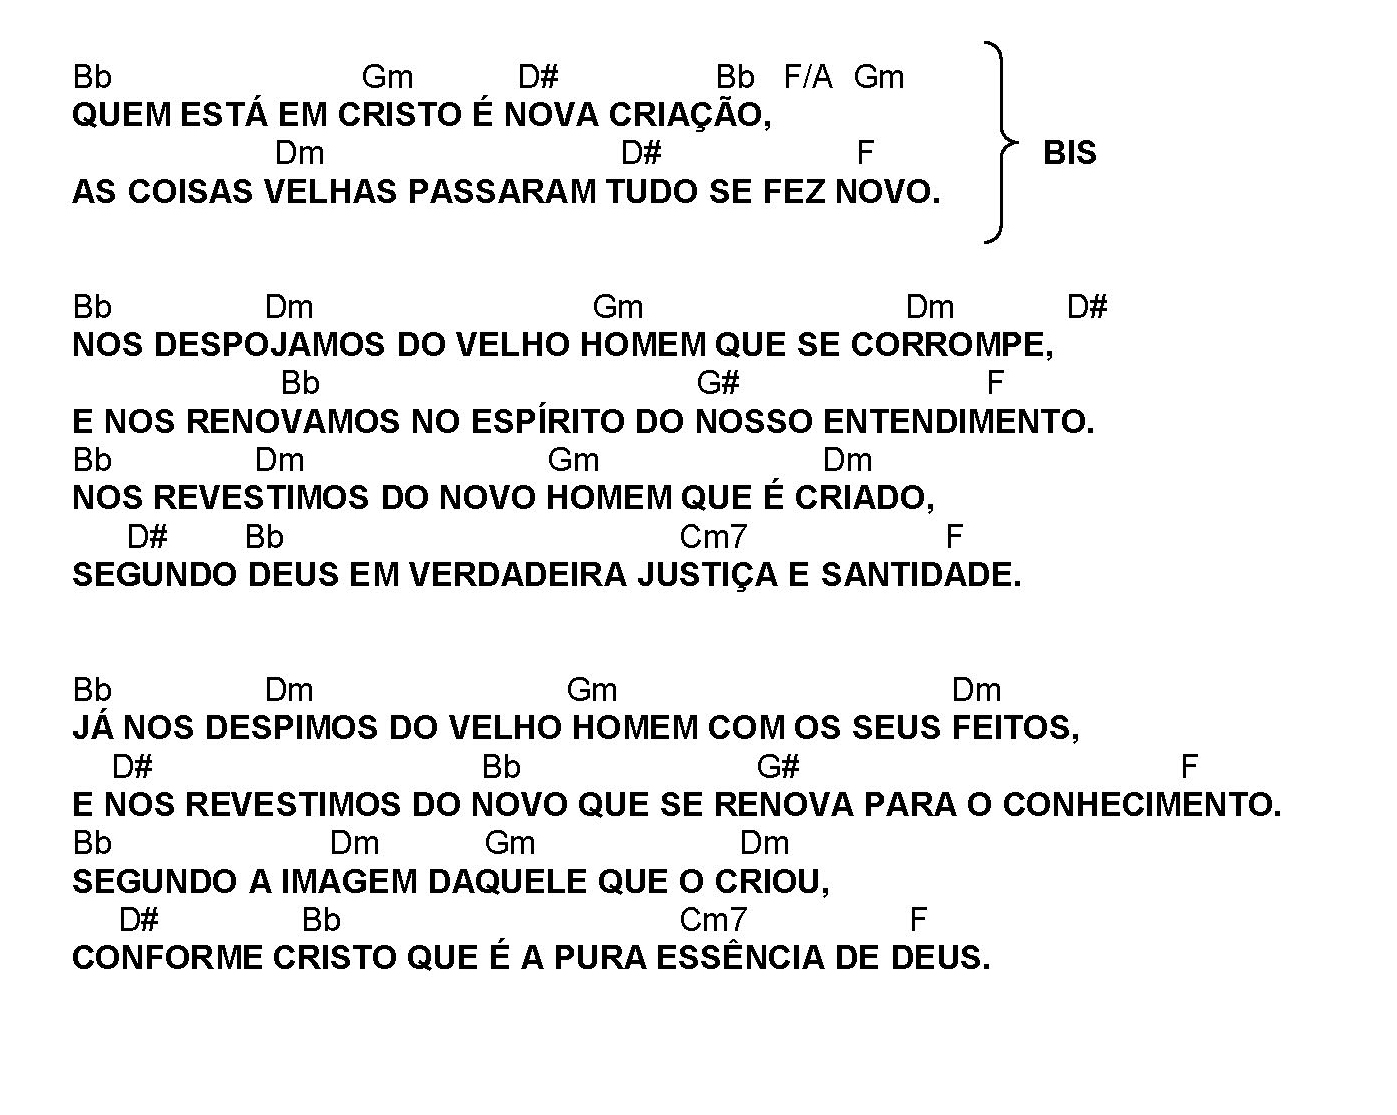 Bb Gm D# Bb F/A Gm
QUEM ESTÁ EM CRISTO É NOVA CRIAÇÃO,
Dm D# F
BIS
AS COISAS VELHAS PASSARAM TUDO SE FEZ NOVO.
Bb Dm Gm Dm D#
NOS DESPOJAMOS DO VELHO HOMEM QUE SE CORROMPE,
Bb G# F
E NOS RENOVAMOS NO ESPÍRITO DO NOSSO ENTENDIMENTO.
Bb Dm Gm Dm
NOS REVESTIMOS DO NOVO HOMEM QUE É CRIADO,
D# Bb Cm7 F
SEGUNDO DEUS EM VERDADEIRA JUSTIÇA E SANTIDADE.
Bb Dm Gm Dm
JÁ NOS DESPIMOS DO VELHO HOMEM COM OS SEUS FEITOS,
D# Bb G# F
E NOS REVESTIMOS DO NOVO QUE SE RENOVA PARA O CONHECIMENTO.
Bb Dm Gm Dm
SEGUNDO A IMAGEM DAQUELE QUE O CRIOU,
D# Bb Cm7 F
CONFORME CRISTO QUE É A PURA ESSÊNCIA DE DEUS.